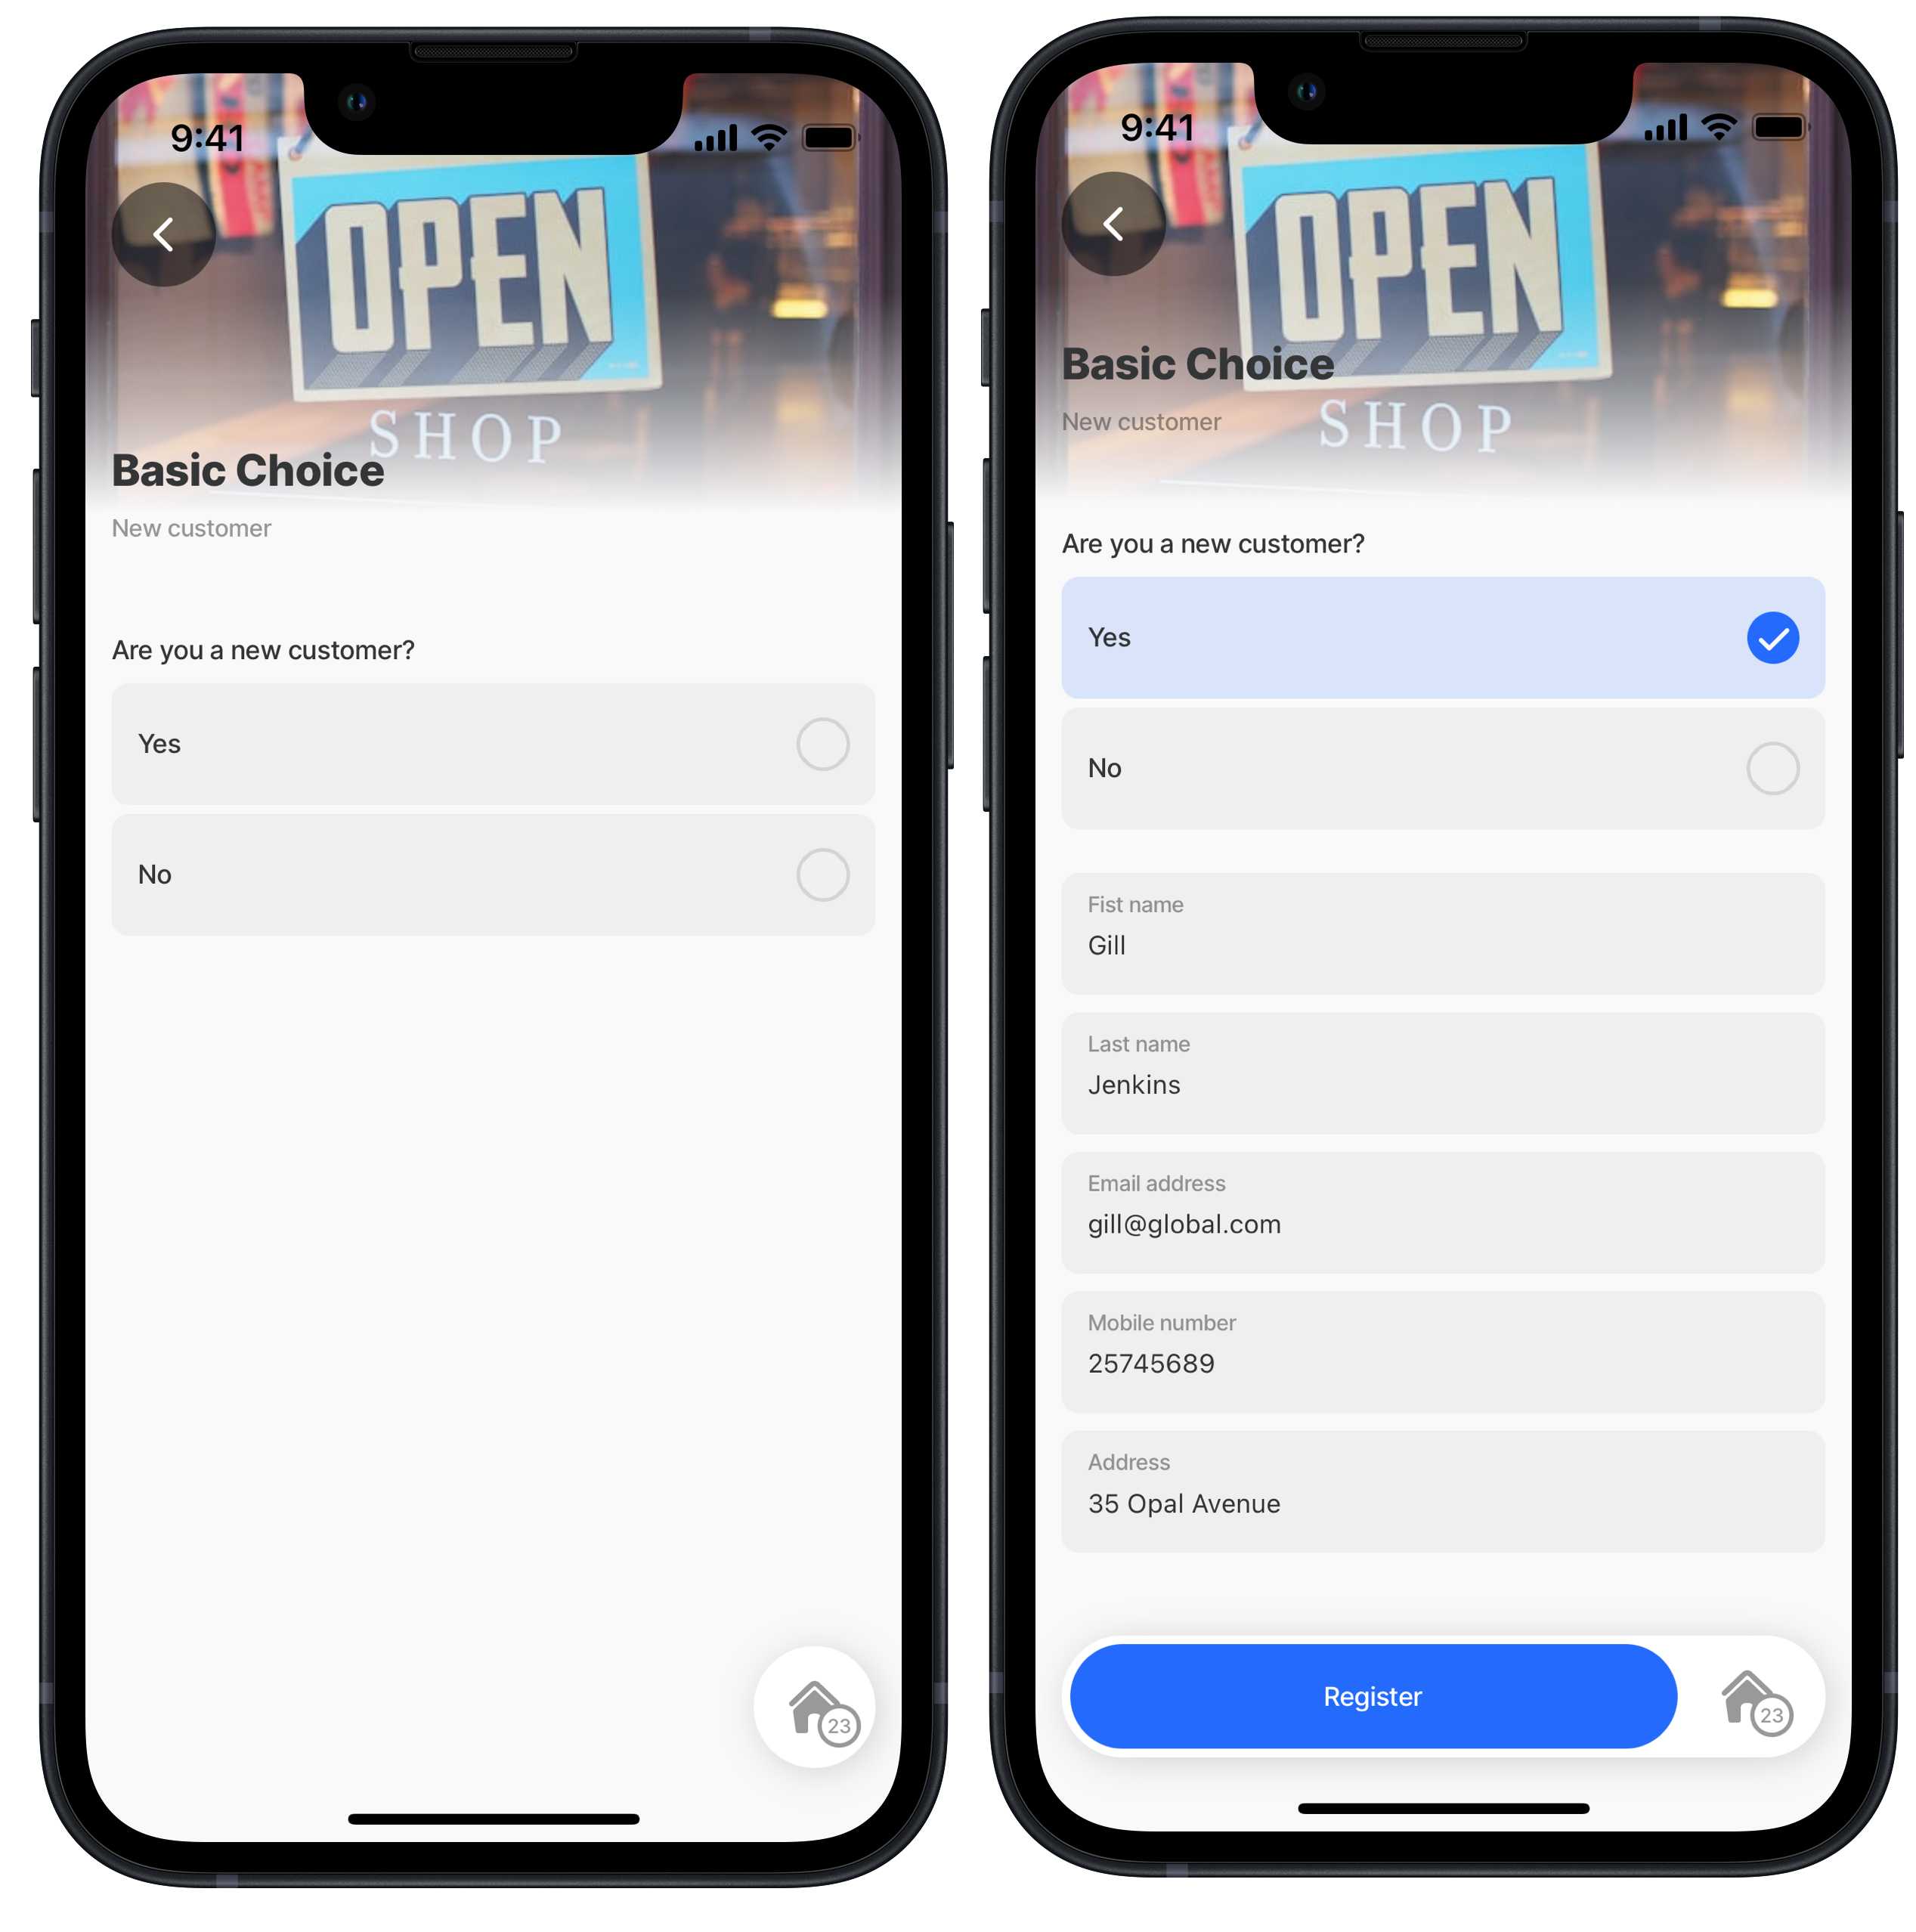 9:41
OPEN
SHOP
Basic Choice
New customer
Are you a new customer?
Yes
No
23
9:41
OPEN
Basic Choice
SHOP
New customer
Are you a new customer?
Yes
No
Fist name
Gill
Last name
Jenkins
Email address
gill@global.com
Mobile number
25745689
Address
35 Opal Avenue
Register
23